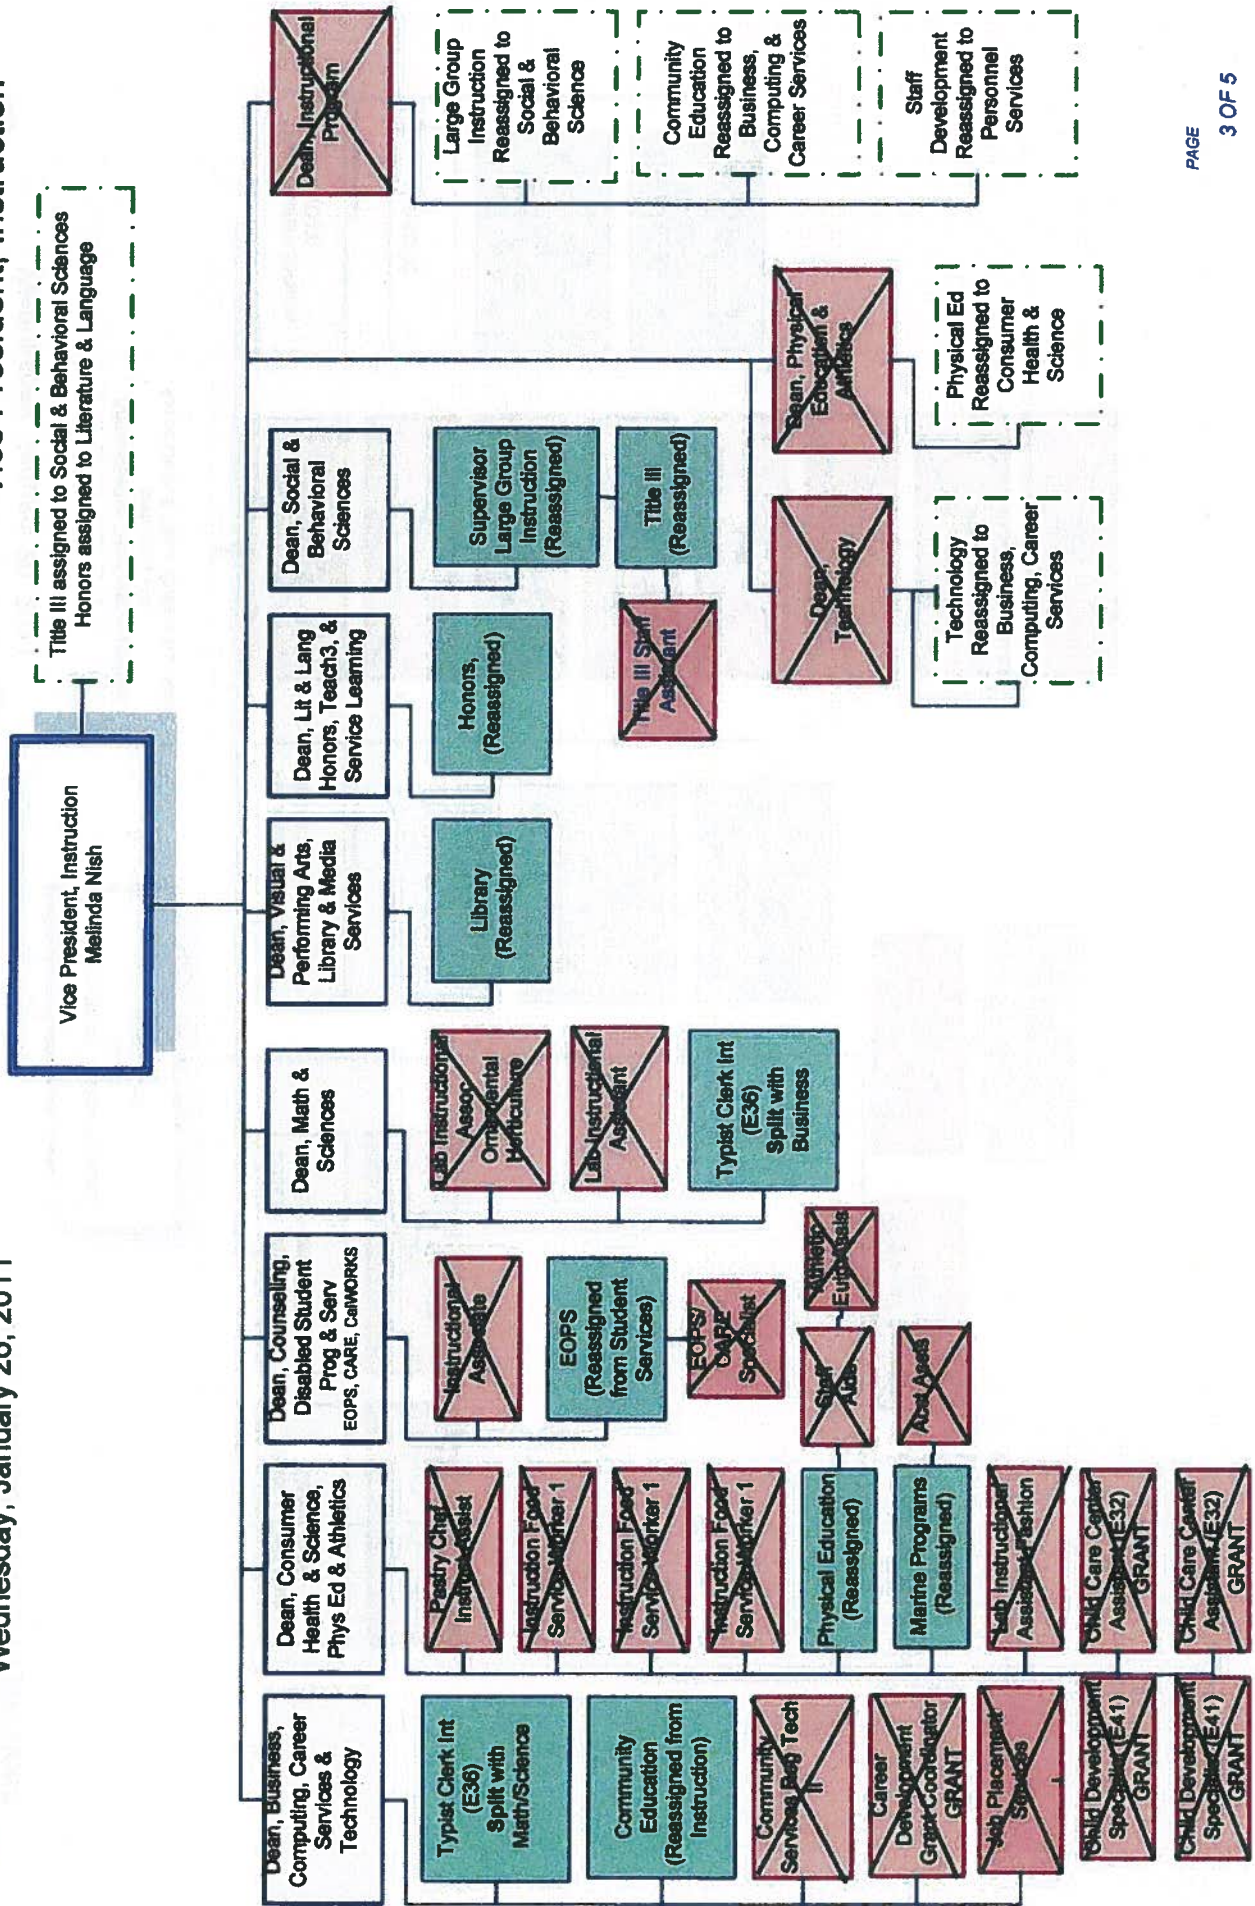 Wednesday, January 26, 2011
Vice President, Instruction
Vice President, Instruction
Melinda Nish
Title III assigned to Social & Behavioral Sciences
Honors assigned to Literature & Language
Dean, Business,
Computing, Career
Services &
Technology
Typist Clerk Int
(E36)
Split with
Math/Science
Community
Education
(Reassigned from
Instruction)
Community
Services Prog Tech
II
Career
Development
Grant Coordinator
GRANT
Job Placement
Services
Child Development
Specialist (E41)
GRANT
Child Development
Specialist (E41)
GRANT
Dean, Consumer
Health & Science,
Phys Ed & Athletics
Pastry Chef
Instruct Assist
Instruction Food
Service Worker 1
Instruction Food
Service Worker 1
Instruction Food
Service Worker 1
Physical Education
(Reassigned)
Staff
Aide
Athletic
Marine Programs
(Reassigned)
Acst Assts
Lab Instructional
Assistant Fashion
Child Care Center
Assistant (E32)
GRANT
Child Care Center
Assistant (E32)
GRANT
Dean, Counseling,
Disabled Student
Prog & Serv
EOPS, CARE, CalWORKS
Instructional
Associate
EOPS
(Reassigned
from Student
Services)
EOPS/
CARE
Specialist
Dean, Math &
Sciences
Lab Instructional
Assoc
Ornamental
Horticulture
Lab Instructional
Assistant
Typist Clerk Int
(E36)
Split with
Business
Dean, Visual &
Performing Arts,
Library & Media
Services
Library
(Reassigned)
Dean, Lit & Lang
Honors, Teach3, &
Service Learning
Honors,
(Reassigned)
Dean, Social &
Behavioral
Sciences
Supervisor
Large Group
Instruction
(Reassigned)
Title III
(Reassigned)
Title III Staff
Assistant
Dean,
Technology
Technology
Reassigned to
Business,
Computing, Career
Services
Dean, Physical
Education &
Athletics
Physical Ed
Reassigned to
Consumer
Health &
Science
Dean, Instructional
Program
Large Group
Instruction
Reassigned to
Social &
Behavioral
Science
Community
Education
Reassigned to
Business,
Computing &
Career Services
Staff
Development
Reassigned to
Personnel
Services
PAGE
3 OF 5